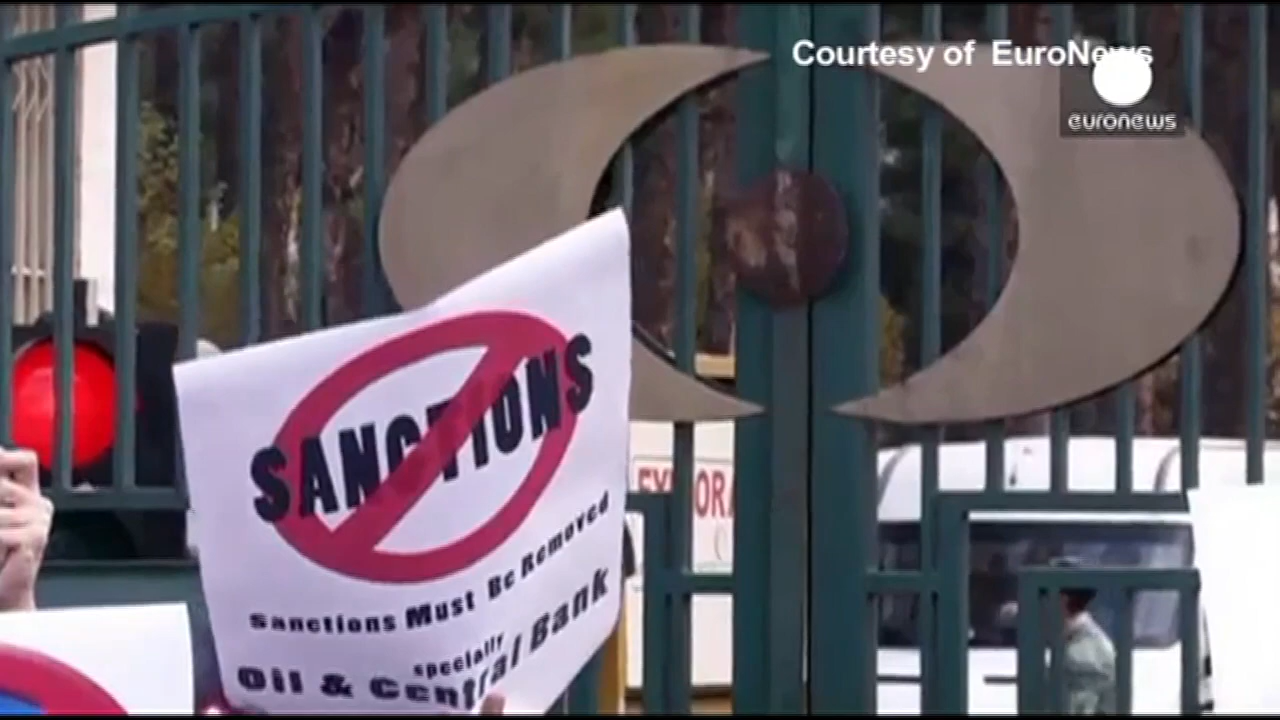 Courtesy of EuroNews
euronews
SANCTIONS
Sanctions Must Be Removed
specially
Oil & Central Bank